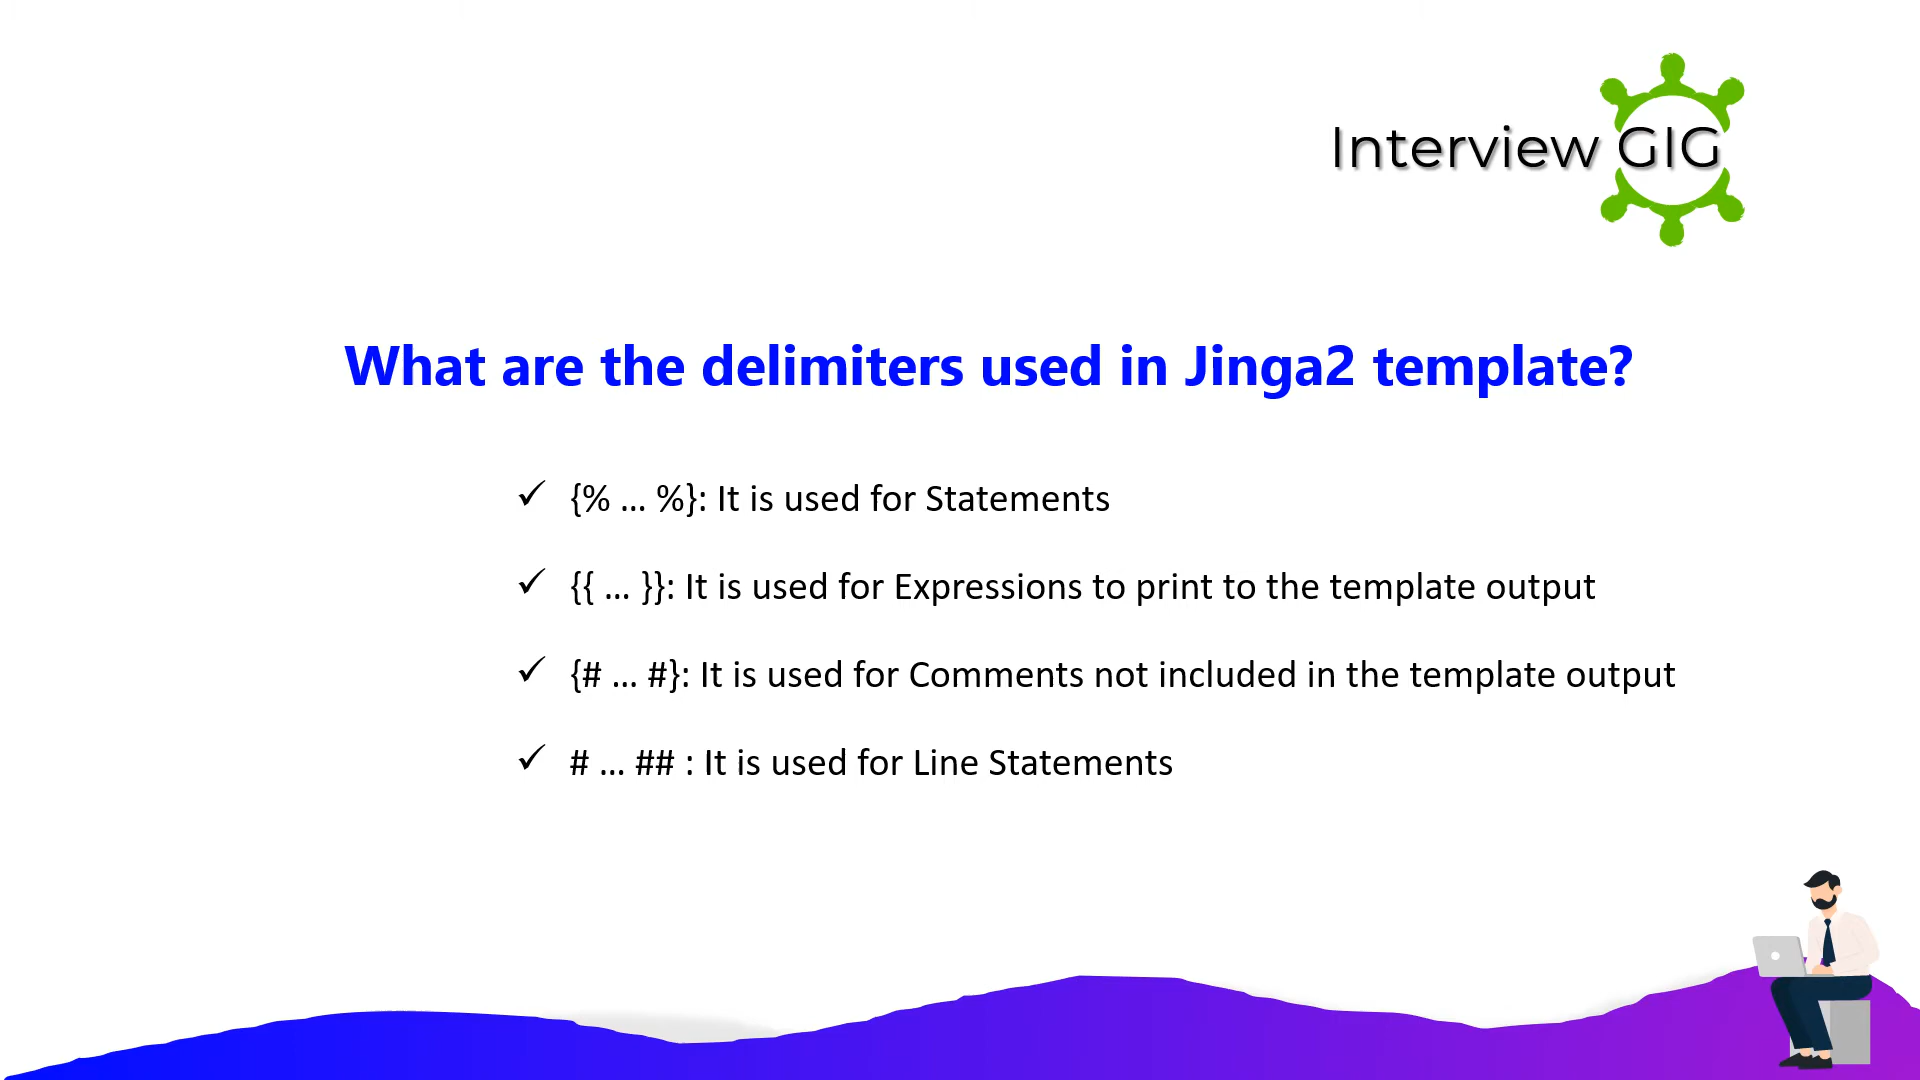 Interview GIG
What are the delimiters used in Jinga2 template?
✓ {% ... %}: It is used for Statements
✓ {{ ... }}: It is used for Expressions to print to the template output
✓ {# ... #}: It is used for Comments not included in the template output
✓ # ... ## : It is used for Line Statements